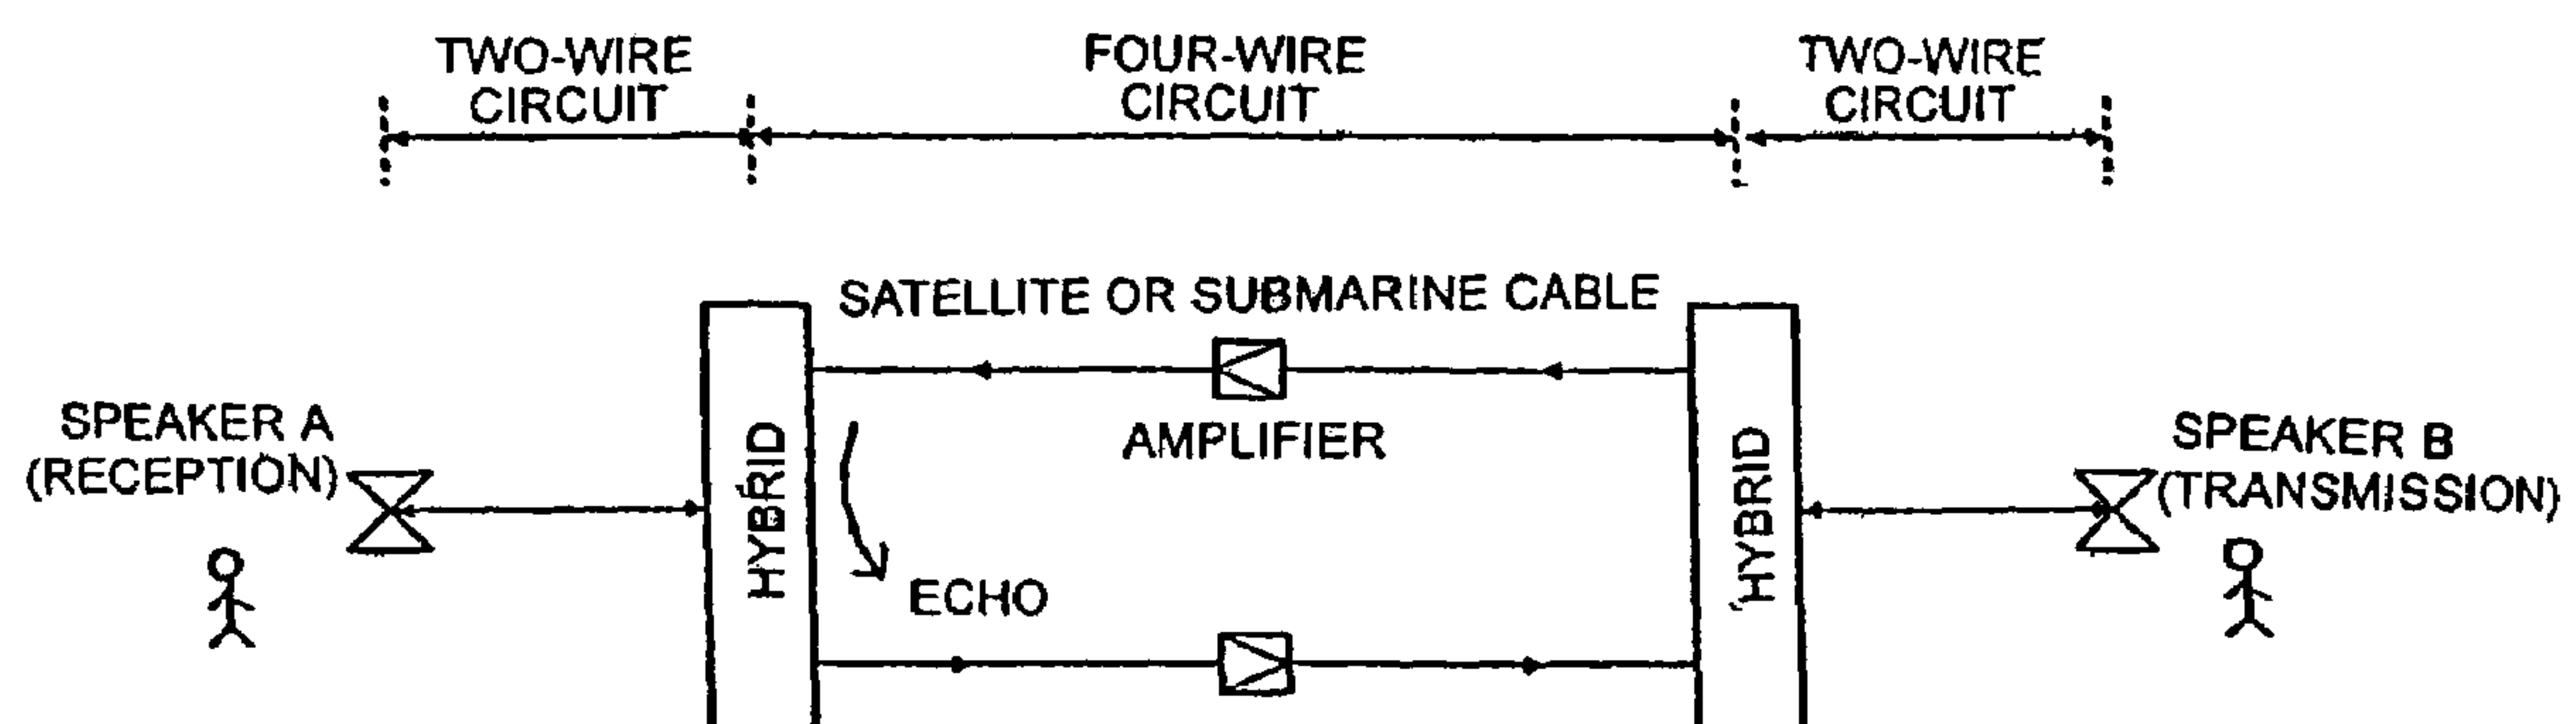 TWO-WIRE
CIRCUIT
FOUR-WIRE
CIRCUIT
TWO-WIRE
CIRCUIT
SATELLITE OR SUBMARINE CABLE
AMPLIFIER
SPEAKER A
(RECEPTION)
HYBRID
ECHO
HYBRID
SPEAKER B
(TRANSMISSION)